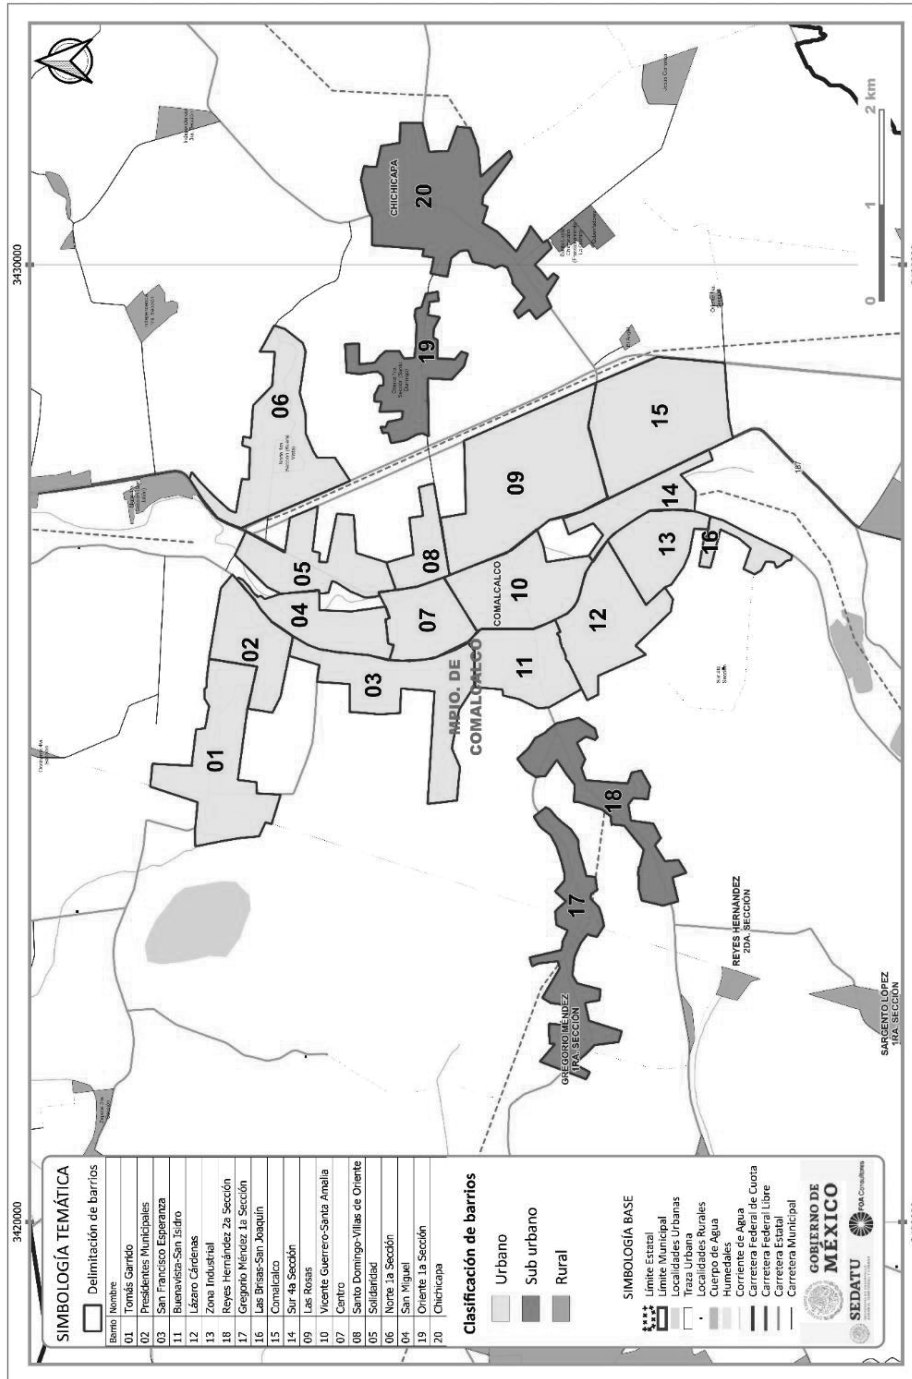 SIMBOLOGÍA TEMÁTICA
Delimitación de barrios
Barrio Nombre
01 Tomás Garrido
02 Presidentes Municipales
03 San Francisco Esperanza
11 Buenavista-San Isidro
12 Lázaro Cárdenas
13 Zona Industrial
18 Reyes Hernández 2a Sección
17 Gregorio Méndez 1a Sección
16 Las Brisas-San Joaquín
15 Comalcalco
14 Sur 4a Sección
09 Las Rosas
10 Vicente Guerrero-Santa Amalia
07 Centro
08 Santo Domingo-Villas de Oriente
05 Solidaridad
06 Norte 1a Sección
04 San Miguel
19 Oriente 1a Sección
20 Chichicapa
Clasificación de barrios
Urbano
Sub urbano
Rural
SIMBOLOGÍA BASE
Límite Estatal
Límite Municipal
Localidades Urbanas
Traza Urbana
Localidades Rurales
Cuerpo de Agua
Humedales
Corriente de Agua
Carretera Federal de Cuota
Carretera Federal Libre
Carretera Estatal
Carretera Municipal
GOBIERNO DE
MÉXICO
SEDATU
FOA Consultores
3420000
3430000
01
02
03
04
05
06
07
08
09
10
11
12
13
14
15
16
17
18
19
20
MPIO. DE
COMALCALCO
COMALCALCO
CHICHICAPA
GREGORIO MÉNDEZ
1RA. SECCIÓN
REYES HERNÁNDEZ
2DA. SECCIÓN
SARGENTO LÓPEZ
1RA. SECCIÓN
187
0 1 2 km